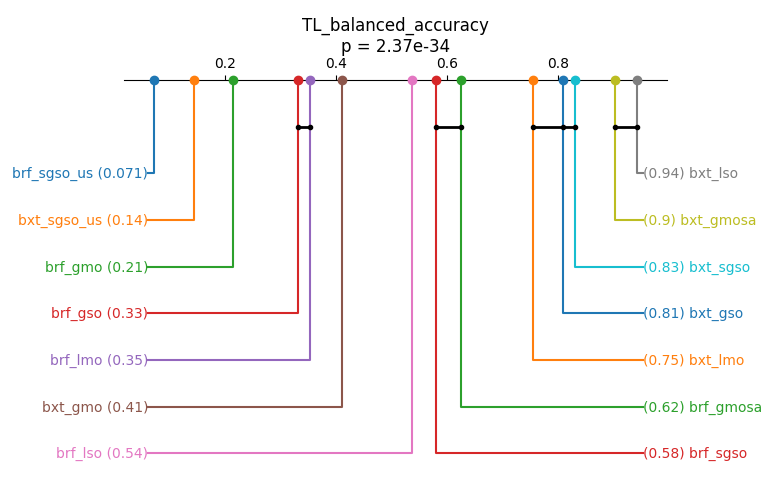 TL_balanced_accuracy
p = 2.37e-34
0.2 0.4 0.6 0.8
brf_sgso_us (0.071) (0.94) bxt_lso
bxt_sgso_us (0.14) (0.9) bxt_gmosa
brf_gmo (0.21) (0.83) bxt_sgso
brf_gso (0.33) (0.81) bxt_gso
brf_lmo (0.35) (0.75) bxt_lmo
bxt_gmo (0.41) (0.62) brf_gmosa
brf_lso (0.54) (0.58) brf_sgso